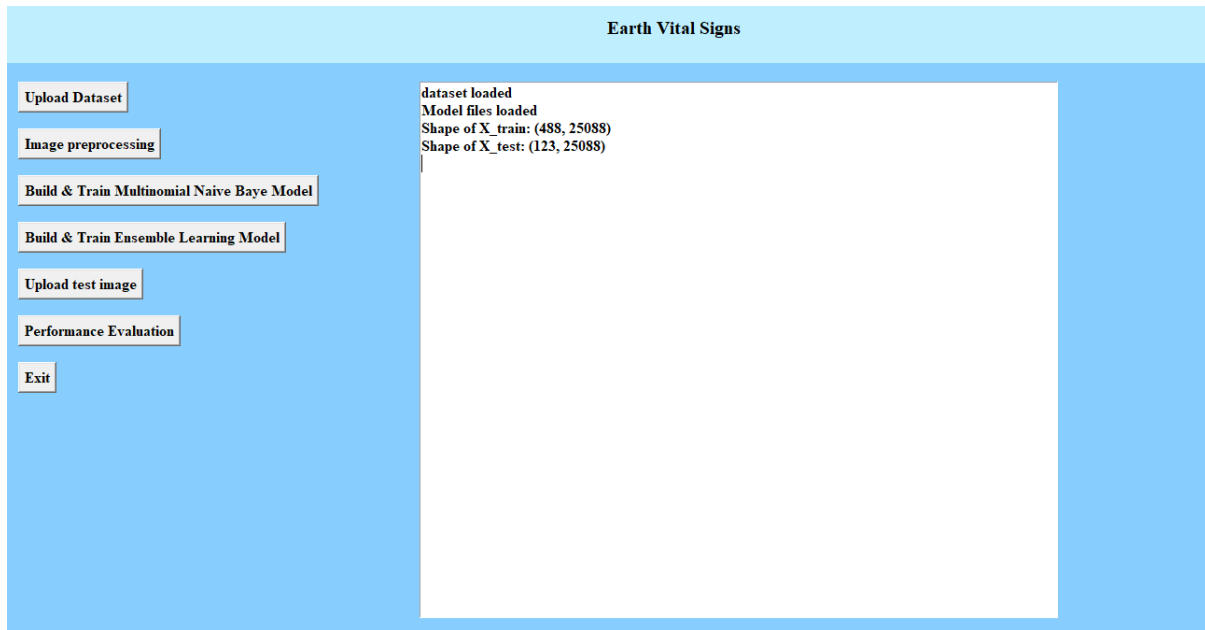 Earth Vital Signs
Upload Dataset
Image preprocessing
Build & Train Multinomial Naive Baye Model
Build & Train Ensemble Learning Model
Upload test image
Performance Evaluation
Exit
dataset loaded
Model files loaded
Shape of X_train: (488, 25088)
Shape of X_test: (123, 25088)